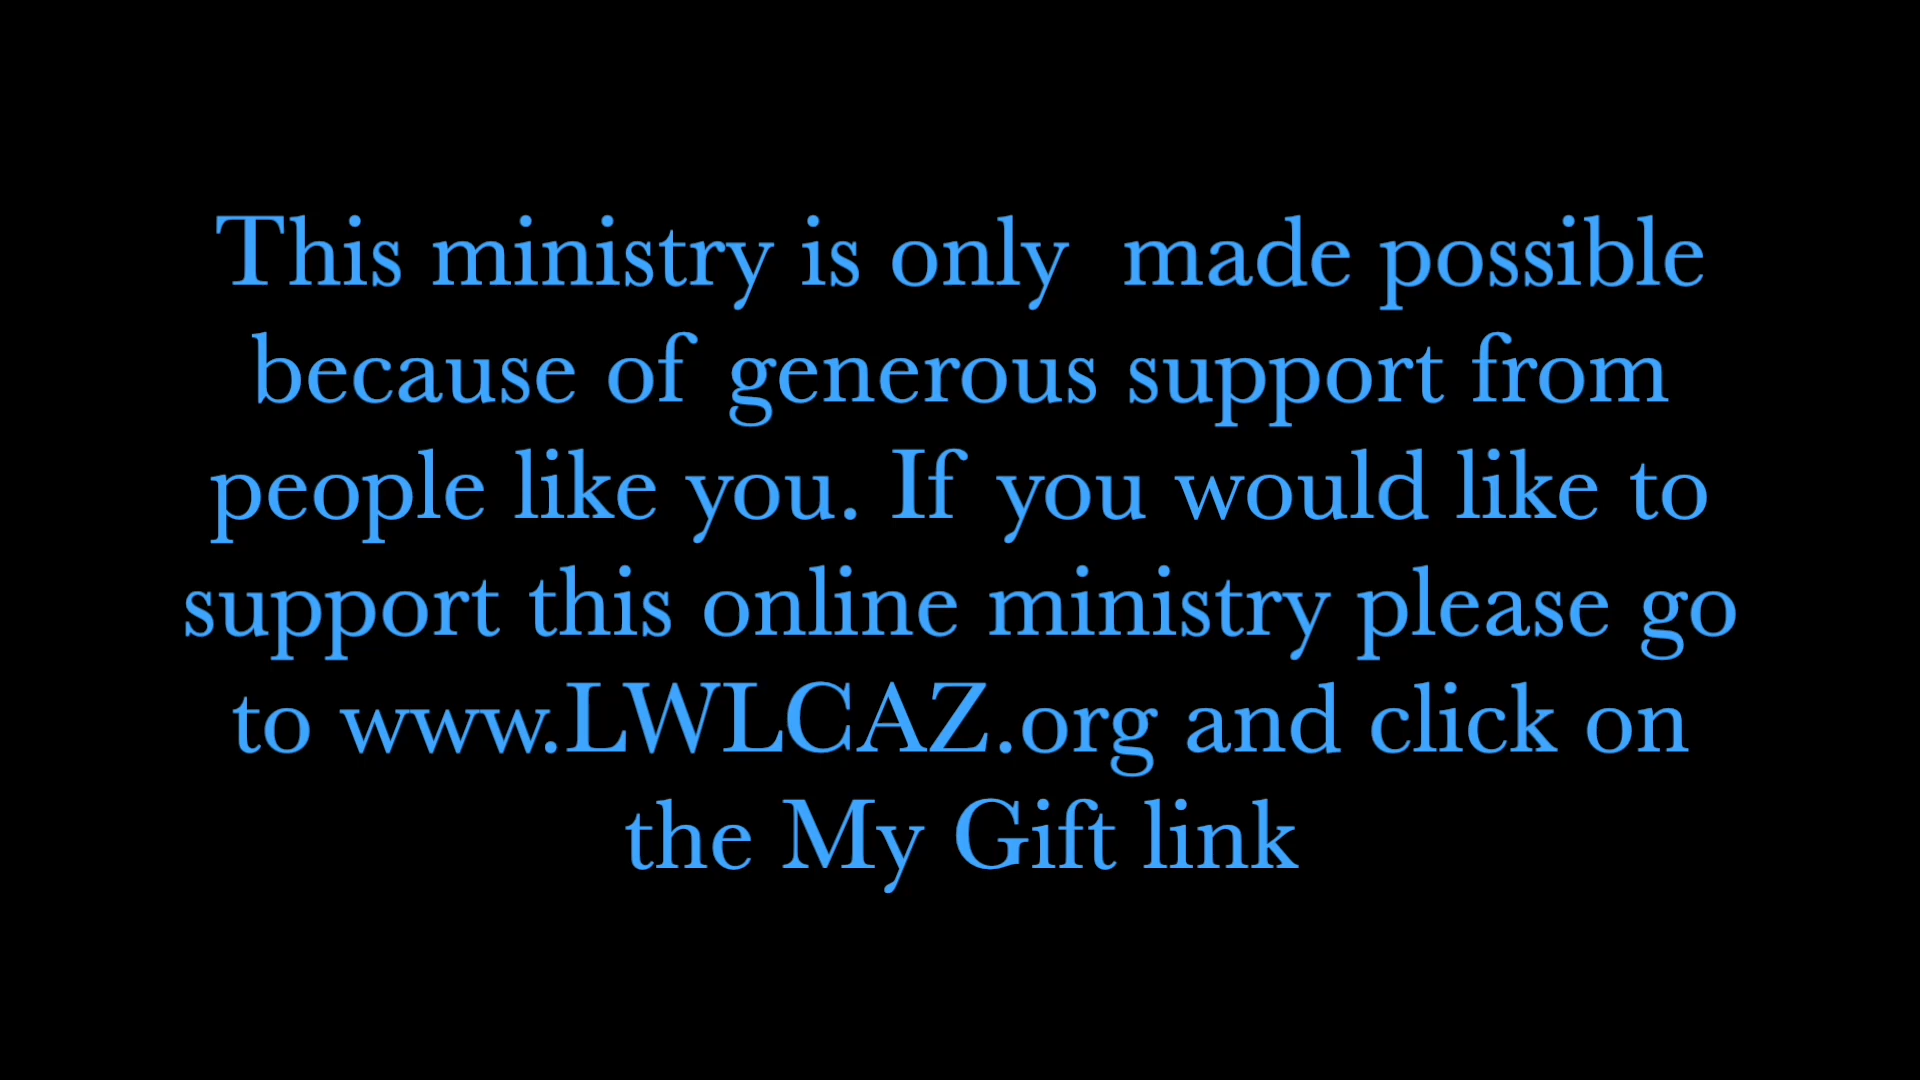 This ministry is only  made possible
because of generous support from
people like you. If you would like to
support this online ministry please go
to www.LWLCAZ.org and click on
the My Gift link